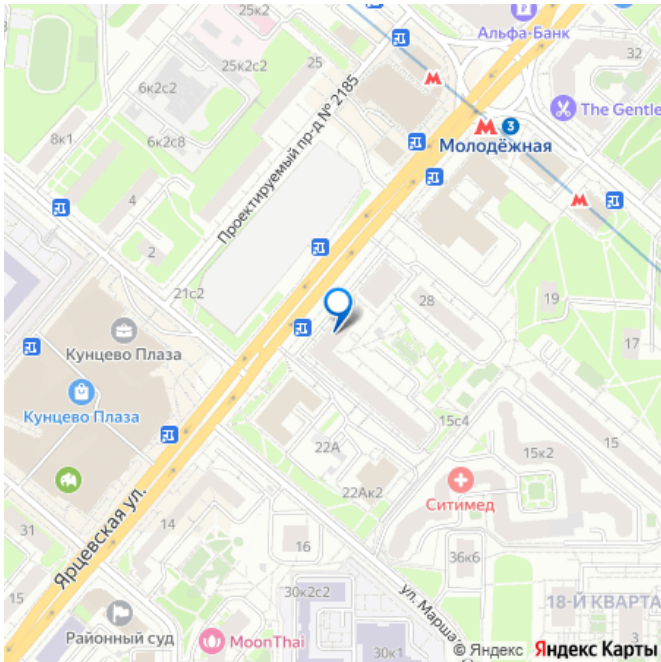 Альфа-Банк
25к2с2
25
32
6к2с2
The Gentle
3
8к1
6к2с8
Проектируемый пр-д № 2185
Молодёжная
4
2
21с2
28
19
17
Кунцево Плаза
Кунцево Плаза
15с4
22А
15к2
15
22Ак2
Ситимед
Ярцевская ул.
31
14
16
36к6
15
30к2с2
ул. Марша
18-Й КВАРТА
Районный суд
MoonThai
30к1
3
© Яндекс Яндекс Карты